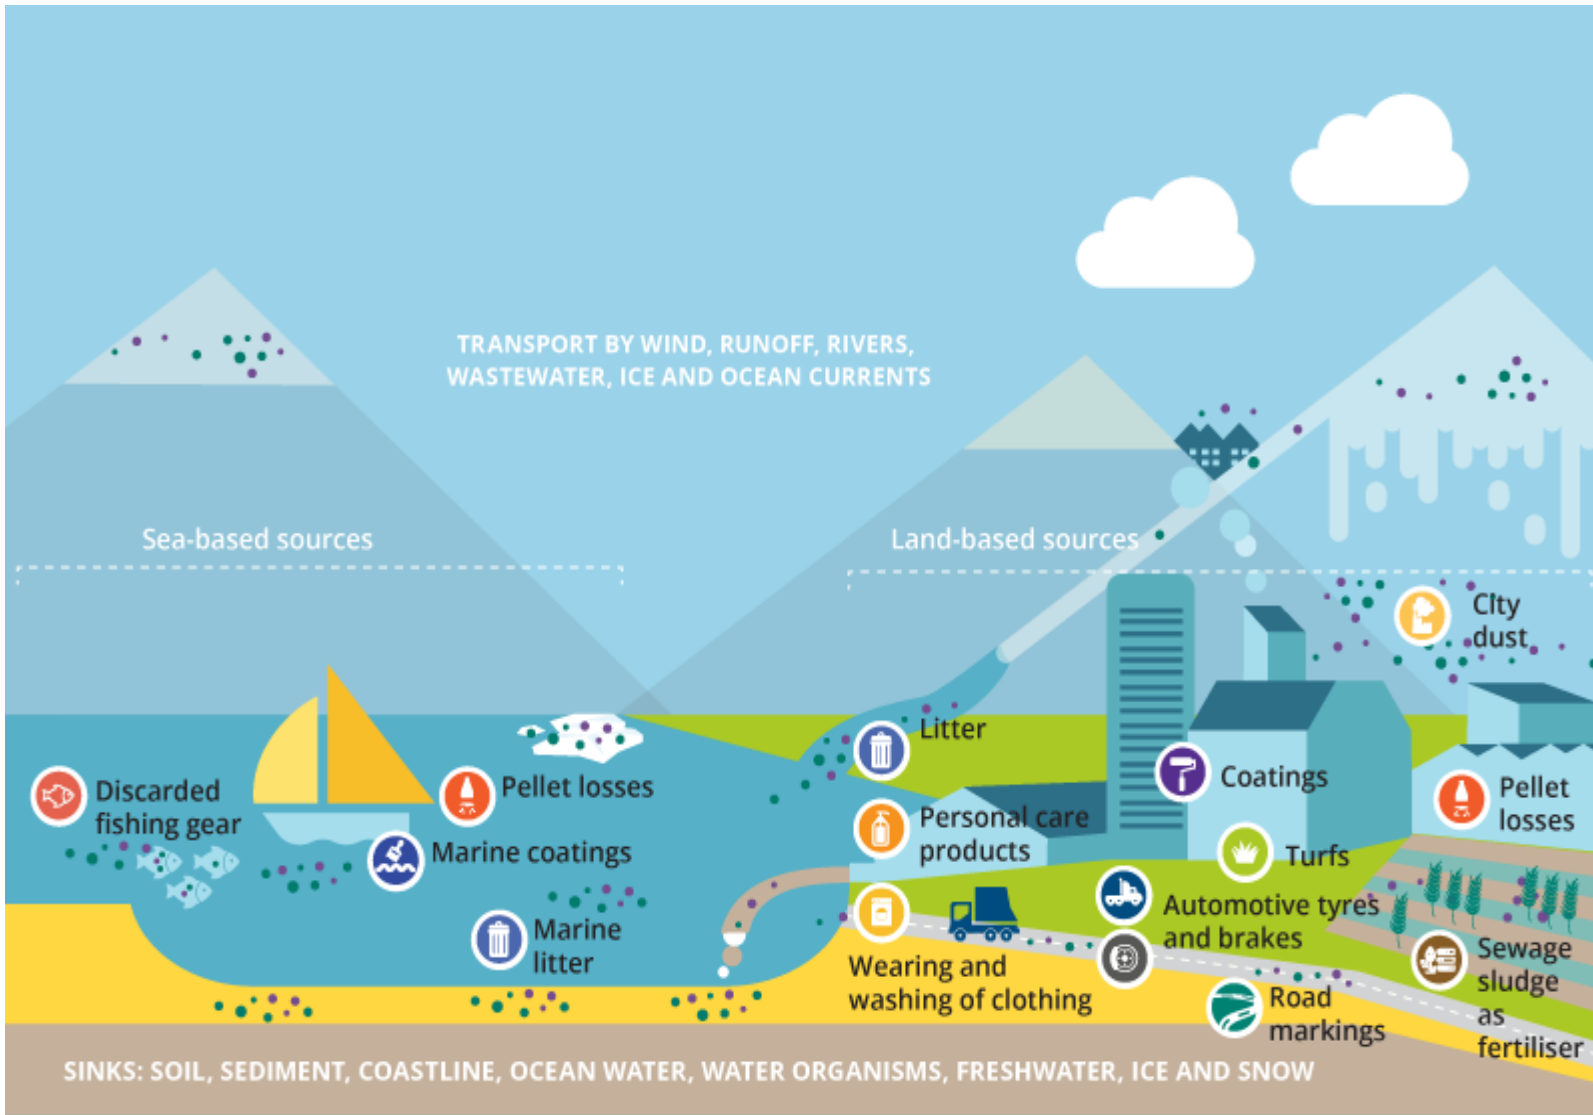 TRANSPORT BY WIND, RUNOFF, RIVERS,
WASTEWATER, ICE AND OCEAN CURRENTS
Sea-based sources
Land-based sources
City
dust
Litter
Discarded
fishing gear
Pellet losses
Coatings
Pellet
losses
Personal care
products
Marine coatings
Turfs
Automotive tyres
and brakes
Marine
litter
Wearing and
washing of clothing
Sewage
sludge
as
fertiliser
Road
markings
SINKS: SOIL, SEDIMENT, COASTLINE, OCEAN WATER, WATER ORGANISMS, FRESHWATER, ICE AND SNOW